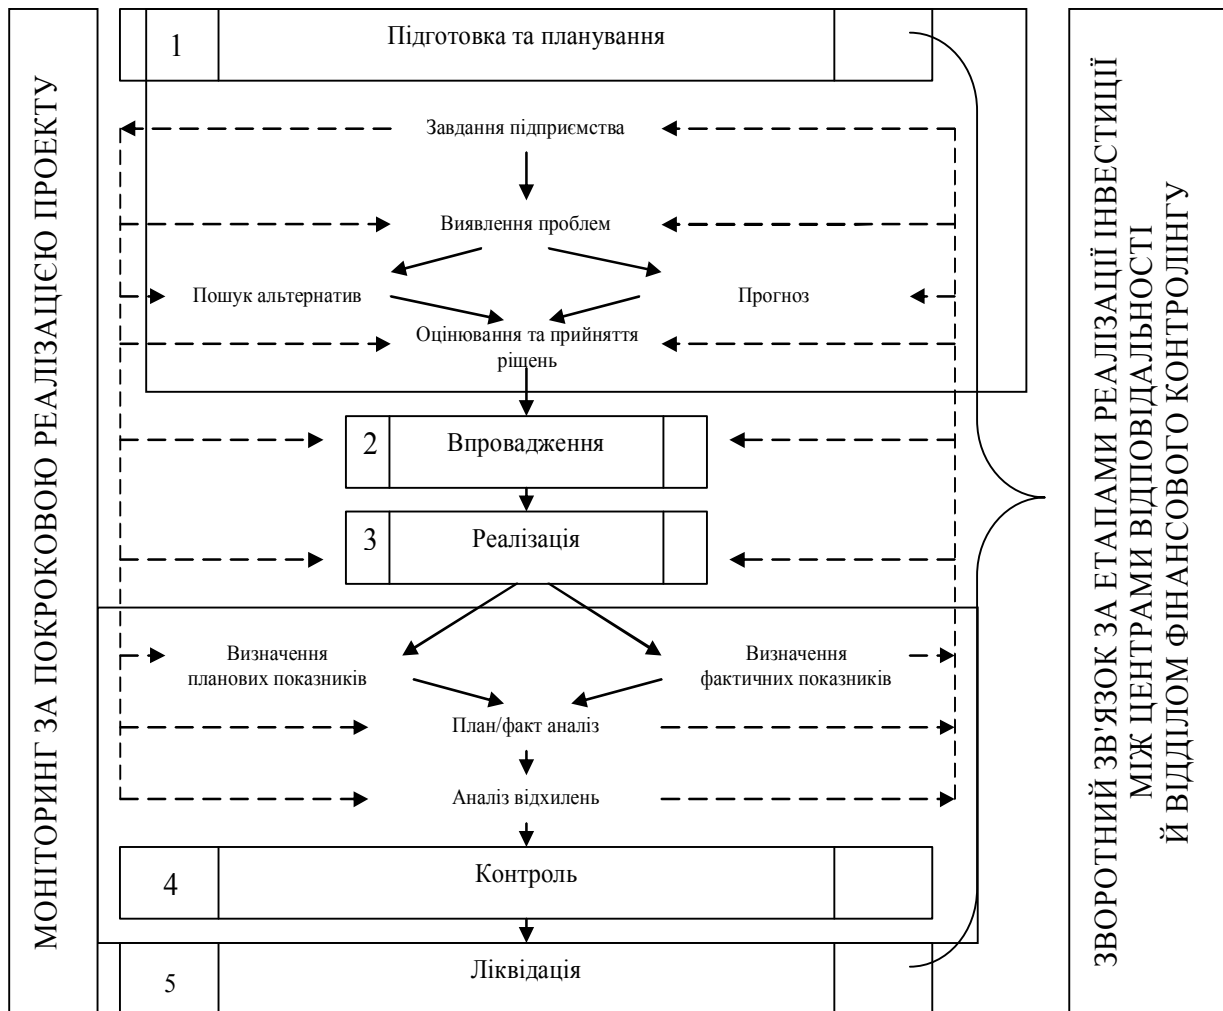 МОНІТОРИНГ ЗА ПОКРОКОВОЮ РЕАЛІЗАЦІЄЮ ПРОЕКТУ
1
Підготовка та планування
Завдання підприємства
Виявлення проблем
Пошук альтернатив
Прогноз
Оцінювання та прийняття
рішень
2
Впровадження
3
Реалізація
Визначення
планових показників
Визначення
фактичних показників
План/факт аналіз
Аналіз відхилень
4
Контроль
5
Ліквідація
ЗВОРОТНИЙ ЗВ'ЯЗОК ЗА ЕТАПАМИ РЕАЛІЗАЦІЇ ІНВЕСТИЦІЇ
МІЖ ЦЕНТРАМИ ВІДПОВІДАЛЬНОСТІ
Й ВІДДІЛОМ ФІНАНСОВОГО КОНТРОЛІНГУ